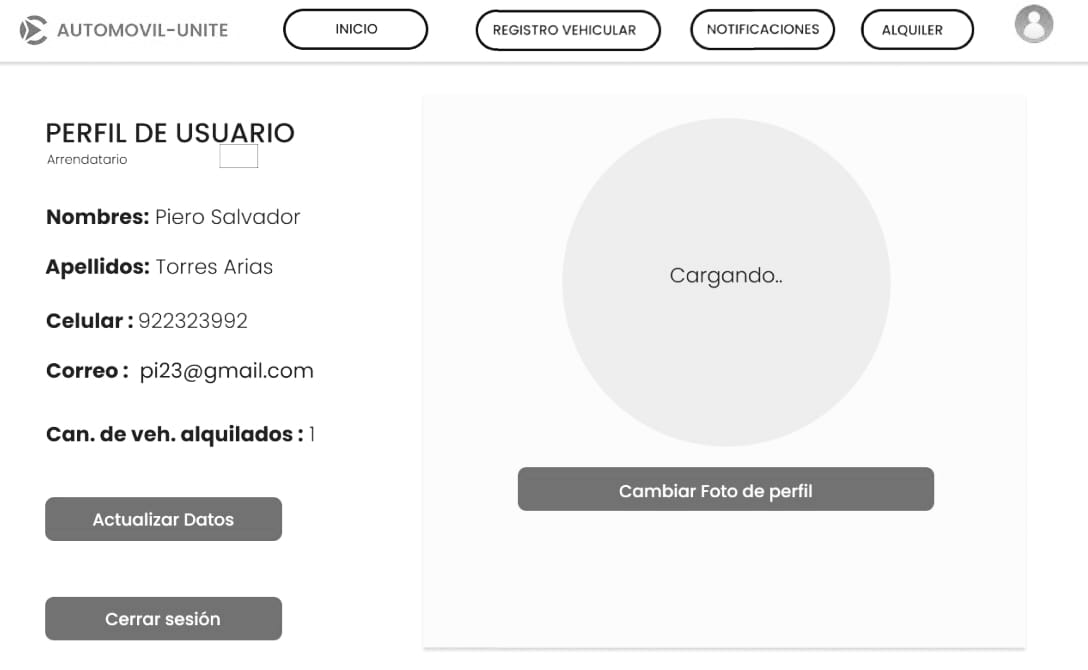 AUTOMOVIL-UNITE
INICIO
REGISTRO VEHICULAR
NOTIFICACIONES
ALQUILER
PERFIL DE USUARIO
Arrendatario
Nombres: Piero Salvador
Apellidos: Torres Arias
Celular : 922323992
Correo : pi23@gmail.com
Can. de veh. alquilados : 1
Actualizar Datos
Cerrar sesión
Cargando..
Cambiar Foto de perfil